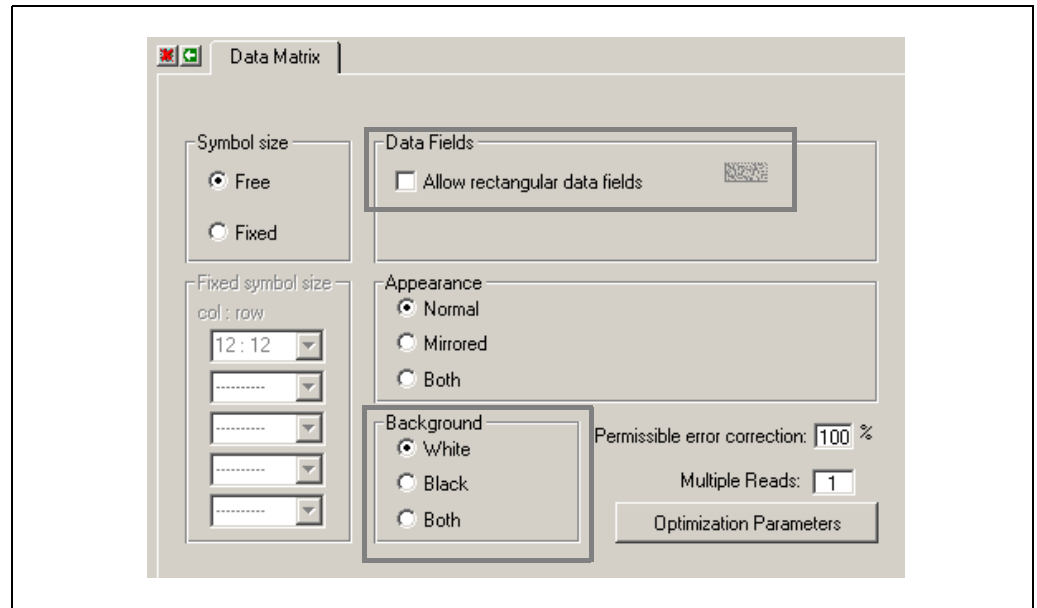 Data Matrix
Symbol size
Free
Fixed
Data Fields
Allow rectangular data fields
Fixed symbol size
col : row
12 : 12
----------
----------
----------
----------
Appearance
Normal
Mirrored
Both
Background
White
Black
Both
Permissible error correction: 100 %
Multiple Reads: 1
Optimization Parameters